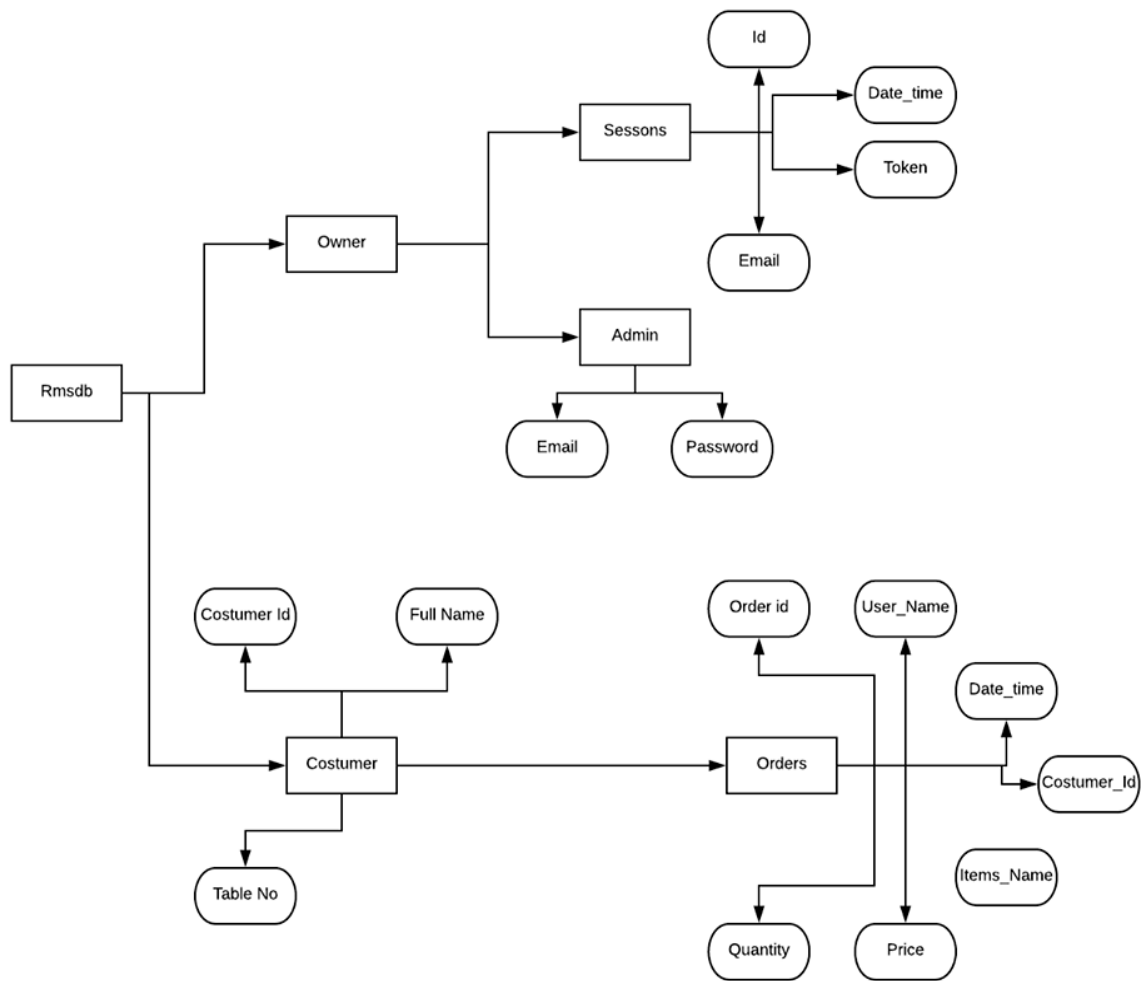 Id
Date_time
Sessons
Token
Owner
Email
Admin
Rmsdb
Email
Password
Costumer Id
Full Name
Order id
User_Name
Date_time
Costumer
Orders
Costumer_Id
Items_Name
Table No
Quantity
Price